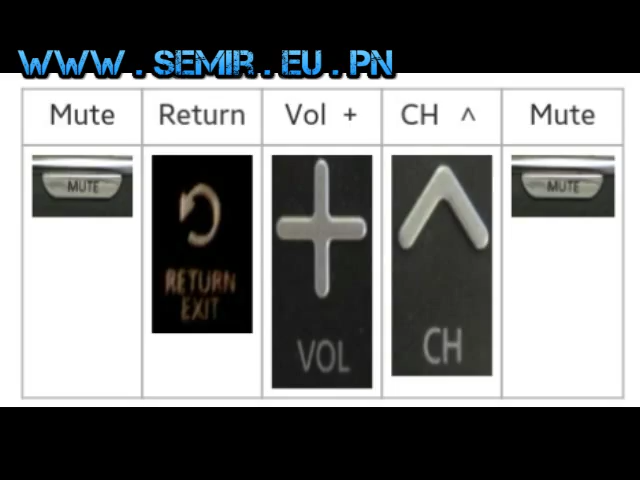 WWW.SEMIR.EU.PN
Mute Return Vol + CH ^ Mute
MUTE
RETURN
EXIT
VOL
CH
MUTE